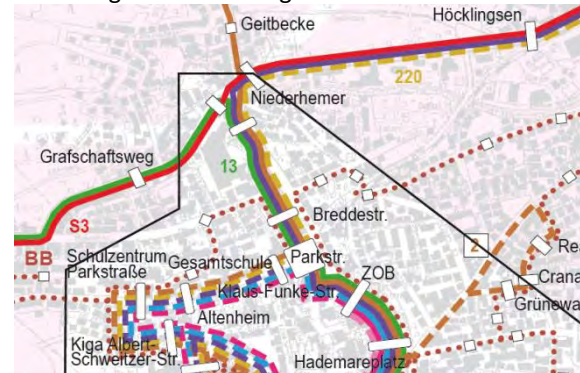 Geitbecke
Höcklingsen
220
Niederhemer
Grafschaftsweg
13
S3
Breddestr.
BB
Schulzentrum
Parkstraße
Gesamtschule
Parkstr.
ZOB
2
Klaus-Funke-Str.
Altenheim
Grünewa
Crana
Rea
Kiga Albert-
Schweitzer-Str.
Hademareplatz